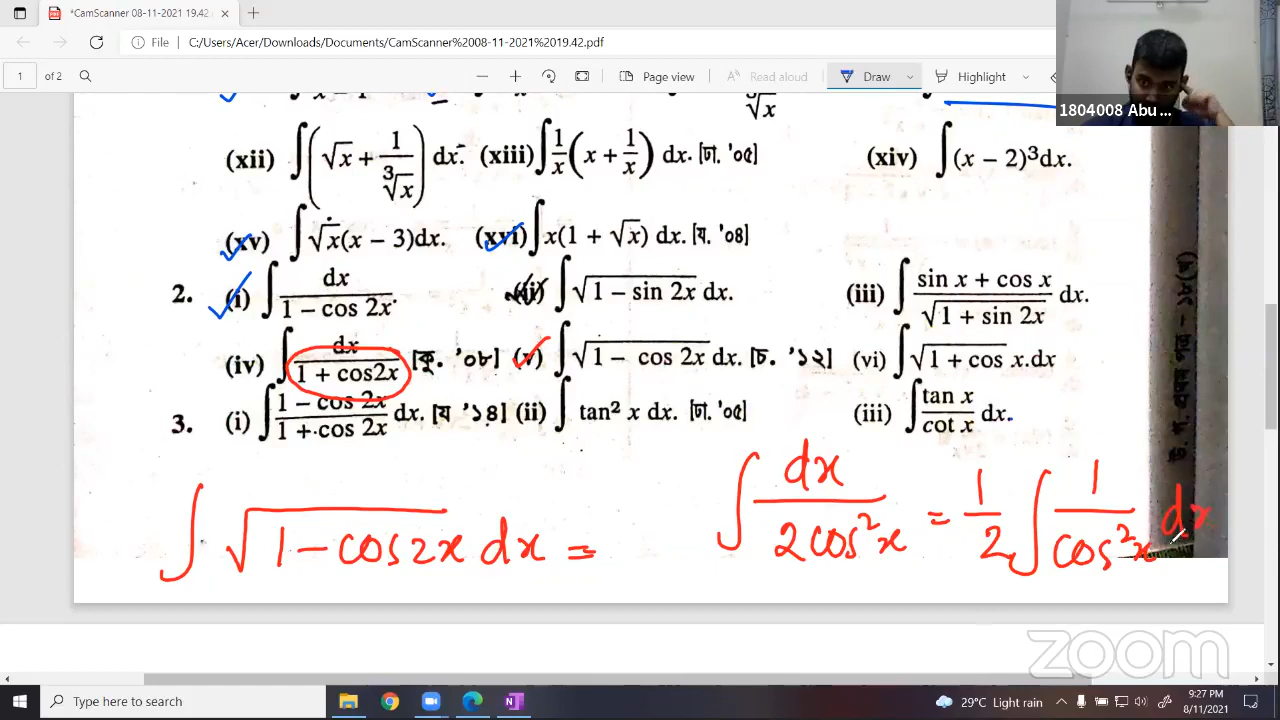 *CamScanner 08-11-2021 19.42.pdf
File C:/Users/Acer/Downloads/Documents/CamScanner%2008-11-2021%2019.42.pdf
1 of 2 Page view Read aloud Draw Highlight
1804008 Abu ...
(xii) ∫(√x + 1/∛x) dx. (xiii) ∫ 1/x (x + 1/x) dx. [ঢা. '০৫] (xiv) ∫(x − 2)³dx.
(xv) ∫√x(x − 3)dx. (xvi) ∫x(1 + √x) dx. [য. '০৪]
2. (i) ∫ dx/(1 − cos 2x). (ii) ∫√(1 − sin 2x) dx. (iii) ∫ (sin x + cos x)/√(1 + sin 2x) dx.
(iv) ∫ dx/(1 + cos2x) [কু. '০৮] (v) ∫√(1 − cos 2x) dx. [চ. '১২] (vi) ∫√(1 + cos x).dx
3. (i) ∫ (1 − cos 2x)/(1 + cos 2x) dx. [য '১৪] (ii) ∫ tan² x dx. [ঢা. '০৫] (iii) ∫ tan x/cot x dx.
∫√(1−cos2x) dx =
∫ dx/(2cos²x) = 1/2 ∫ 1/cos²x dx
zoom
Type here to search
29°C Light rain
9:27 PM
8/11/2021